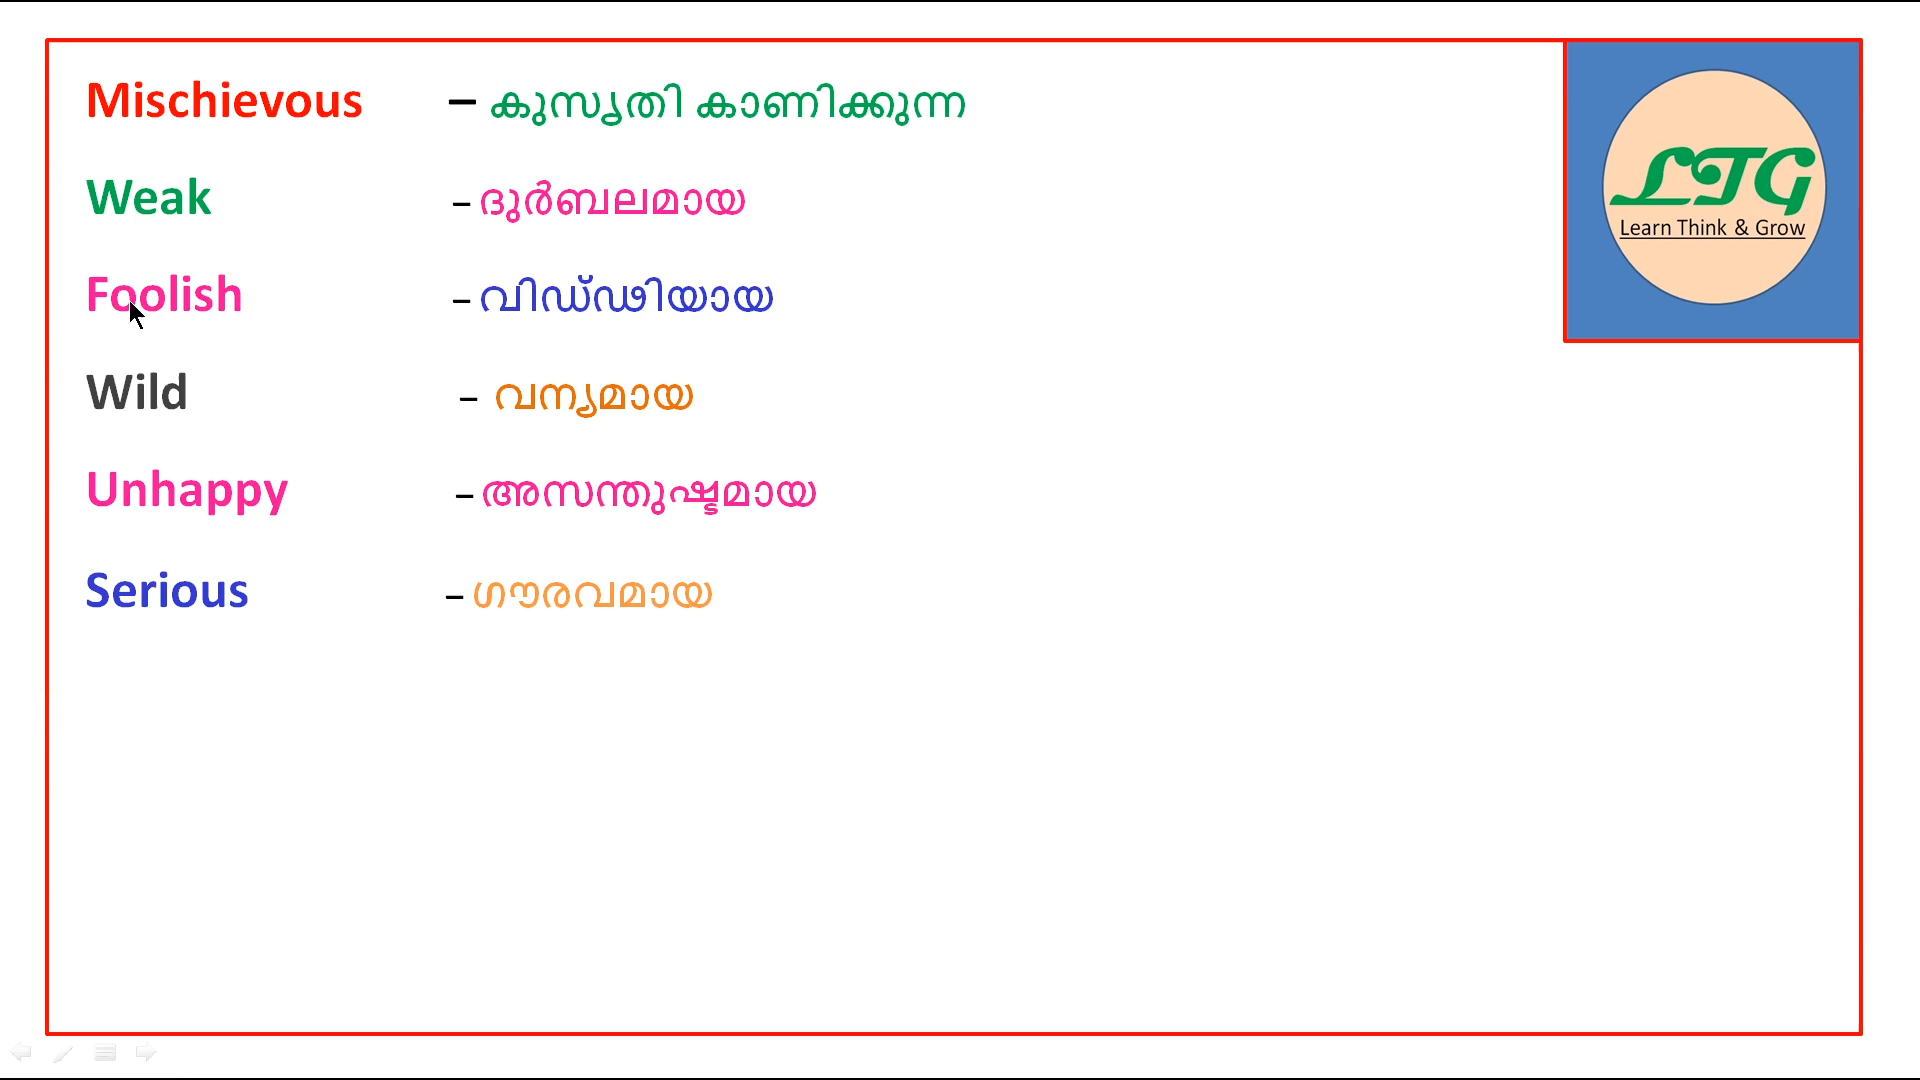 Mischievous – കുസൃതി കാണിക്കുന്ന
Weak – ദുർബലമായ
Foolish – വിഡ്ഢിയായ
Wild – വന്യമായ
Unhappy – അസന്തുഷ്ടമായ
Serious – ഗൗരവമായ
LTG
Learn Think & Grow